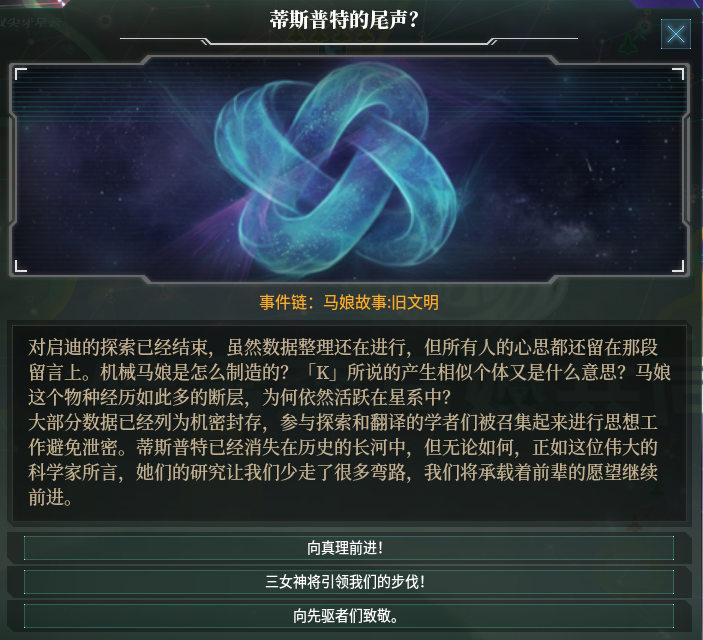 蒂斯普特的尾声?
事件链：马娘故事:旧文明
对启迪的探索已经结束，虽然数据整理还在进行，但所有人的心思都还留在那段
留言上。机械马娘是怎么制造的？「K」所说的产生相似个体又是什么意思？马娘
这个物种经历如此多的断层，为何依然活跃在星系中?
大部分数据已经列为机密封存，参与探索和翻译的学者们被召集起来进行思想工
作避免泄密。蒂斯普特已经消失在历史的长河中，但无论如何，正如这位伟大的
科学家所言，她们的研究让我们少走了很多弯路，我们将承载着前辈的愿望继续
前进。
向真理前进!
三女神将引领我们的步伐!
向先驱者们致敬。